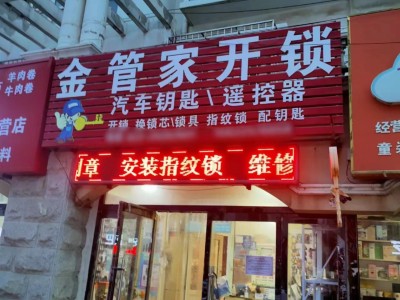 金管家开锁
汽车钥匙\遥控器
开锁 换锁芯\锁具 指纹锁 配钥匙
章 安装指纹锁 维修
羊肉卷
牛肉卷
营店
料
经营
童装